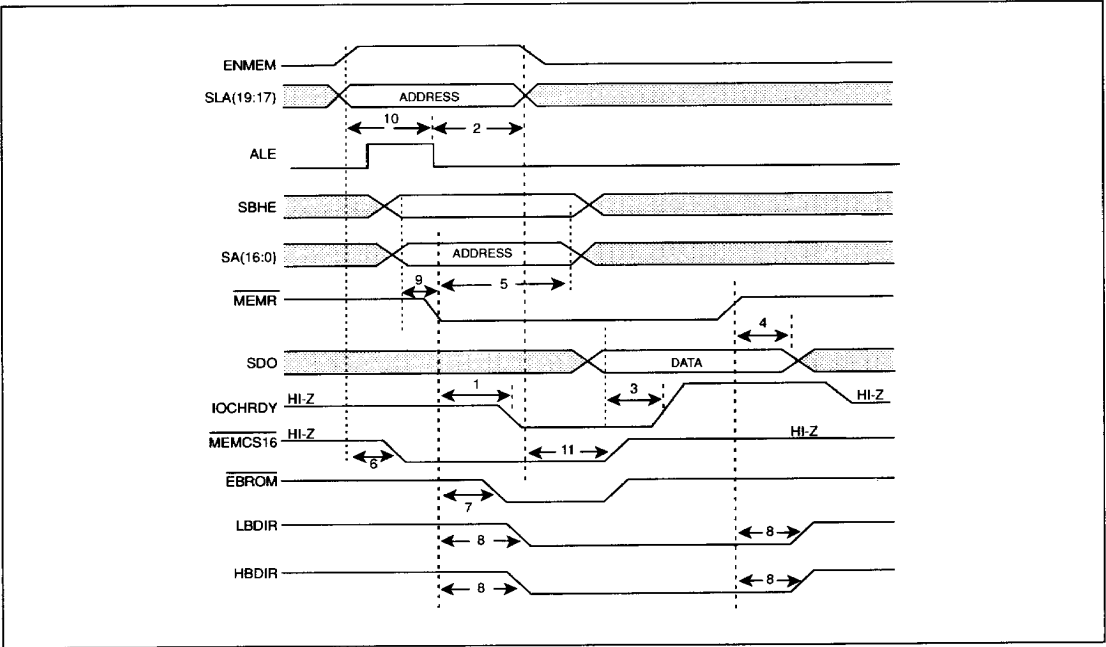 ENMEM
SLA(19:17) ADDRESS
10 2
ALE
SBHE
SA(16:0) ADDRESS
9 5
MEMR
4
SDO DATA
1 3
IOCHRDY HI-Z HI-Z
MEMCS16 HI-Z HI-Z
6 11
EBROM
7
LBDIR
8 8
HBDIR
8 8